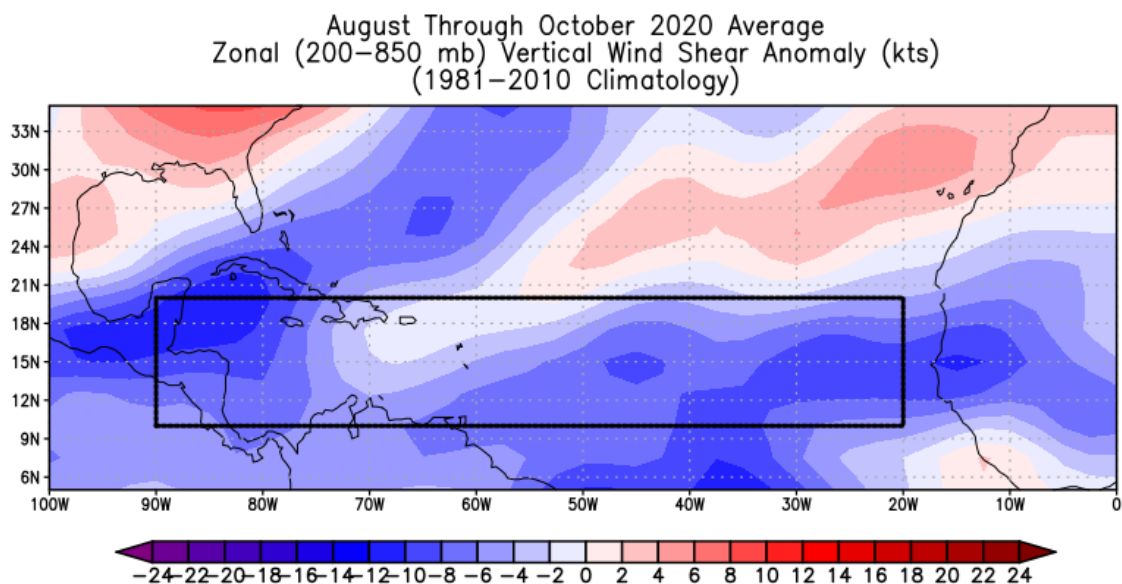 August Through October 2020 Average
Zonal (200−850 mb) Vertical Wind Shear Anomaly (kts)
(1981−2010 Climatology)
33N
30N
27N
24N
21N
18N
15N
12N
9N
6N
100W 90W 80W 70W 60W 50W 40W 30W 20W 10W 0
−24 −22 −20 −18 −16 −14 −12 −10 −8 −6 −4 −2 0 2 4 6 8 10 12 14 16 18 20 22 24